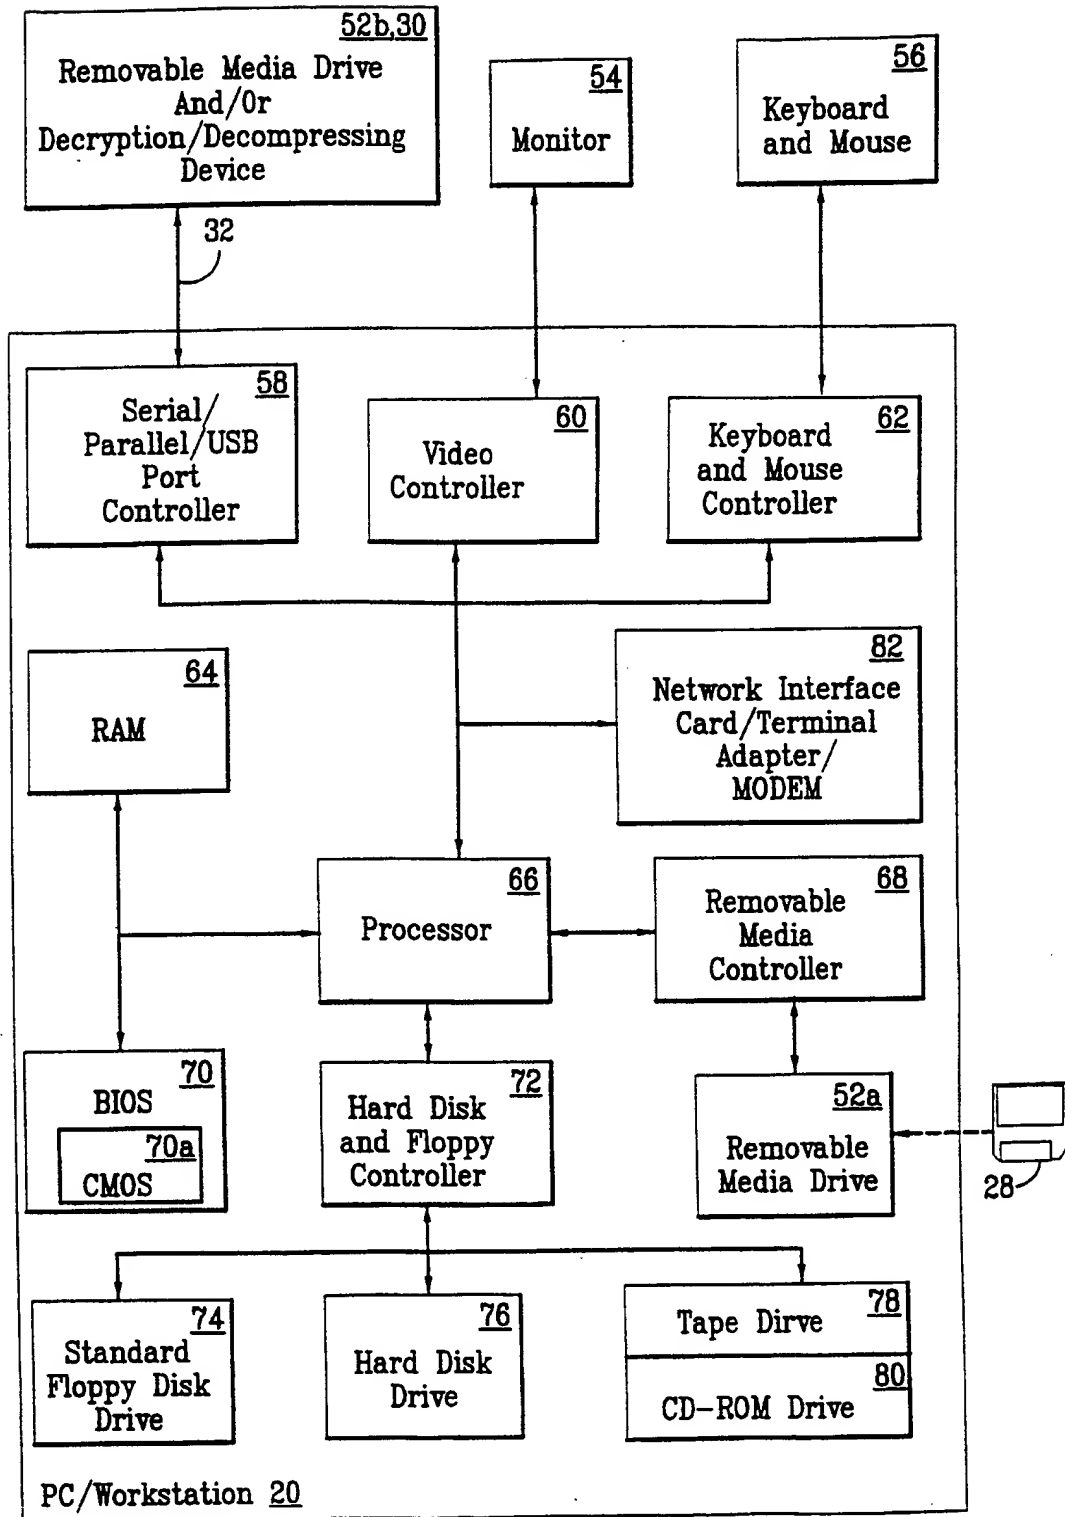 52b,30
Removable Media Drive
And/Or
Decryption/Decompressing
Device
54
Monitor
56
Keyboard
and Mouse
32
58
Serial/
Parallel/USB
Port
Controller
60
Video
Controller
62
Keyboard
and Mouse
Controller
64
RAM
82
Network Interface
Card/Terminal
Adapter/
MODEM
66
Processor
68
Removable
Media
Controller
70
BIOS
70a
CMOS
72
Hard Disk
and Floppy
Controller
52a
Removable
Media Drive
28
74
Standard
Floppy Disk
Drive
76
Hard Disk
Drive
78
Tape Dirve
80
CD-ROM Drive
PC/Workstation 20